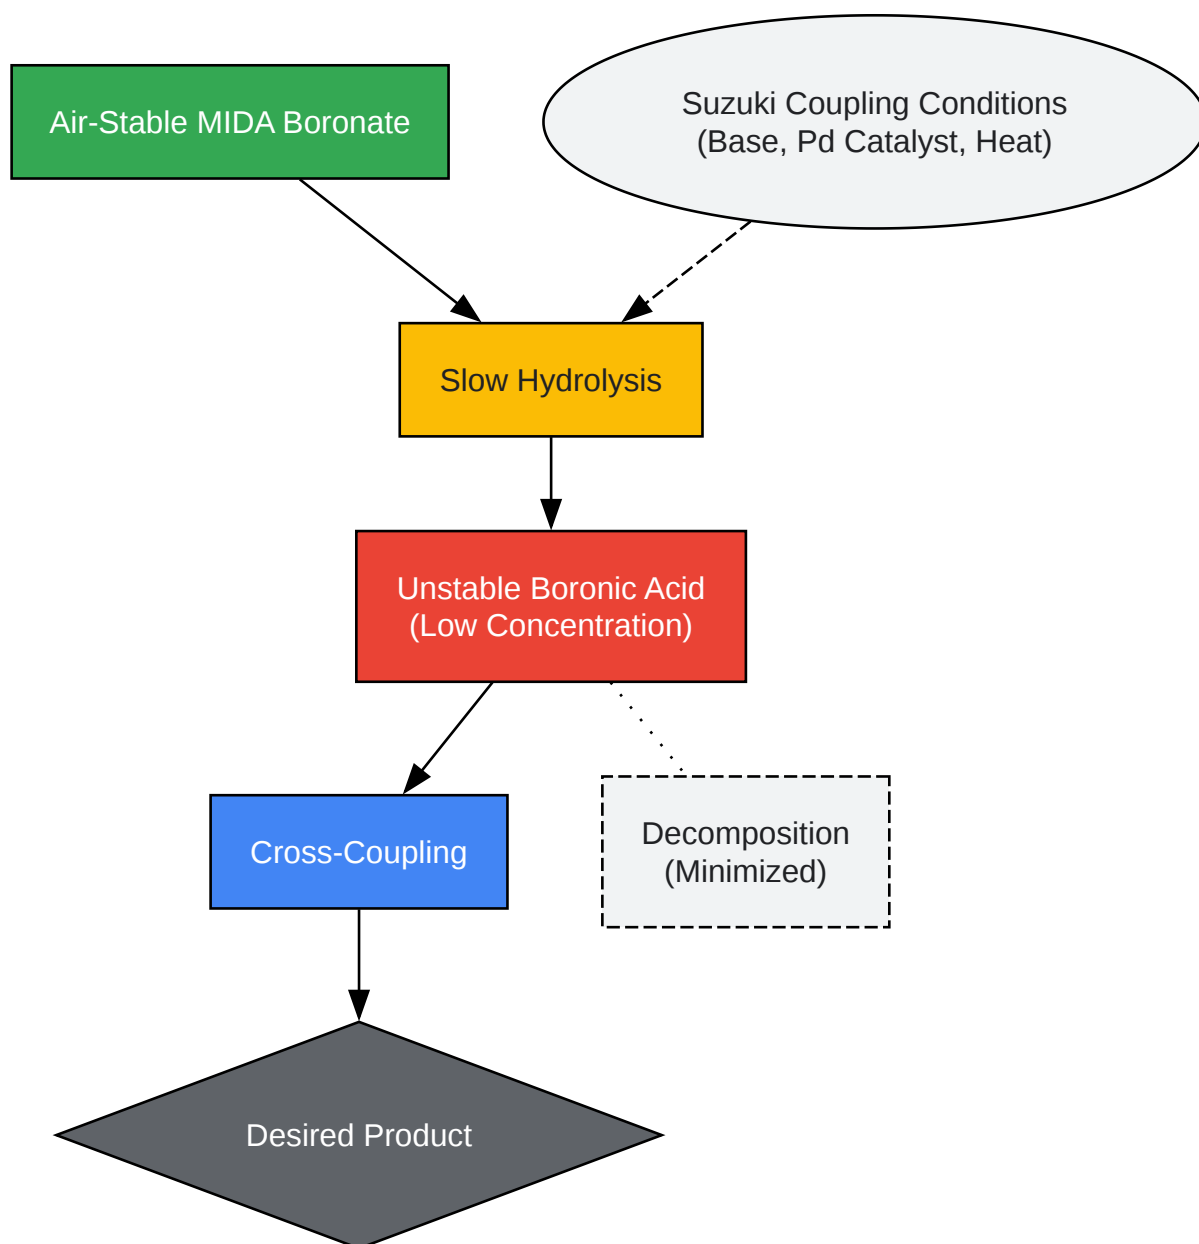 Air-Stable MIDA Boronate
Suzuki Coupling Conditions
(Base, Pd Catalyst, Heat)
Slow Hydrolysis
Unstable Boronic Acid
(Low Concentration)
Cross-Coupling
Decomposition
(Minimized)
Desired Product